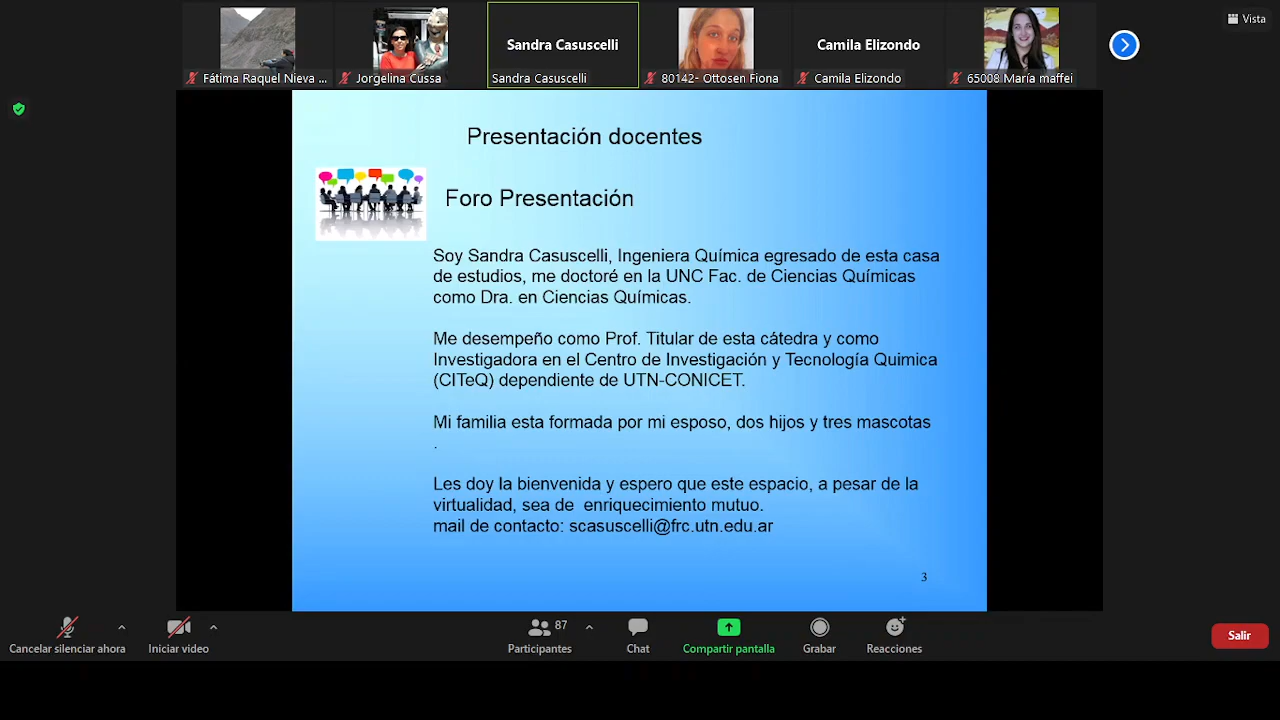 Vista
Sandra Casuscelli
Camila Elizondo
Fátima Raquel Nieva ...
Jorgelina Cussa
Sandra Casuscelli
80142- Ottosen Fiona
Camila Elizondo
65008 María maffei
Presentación docentes
Foro Presentación
Soy Sandra Casuscelli, Ingeniera Química egresado de esta casa
de estudios, me doctoré en la UNC Fac. de Ciencias Químicas
como Dra. en Ciencias Químicas.
Me desempeño como Prof. Titular de esta cátedra y como
Investigadora en el Centro de Investigación y Tecnología Quimica
(CITeQ) dependiente de UTN-CONICET.
Mi familia esta formada por mi esposo, dos hijos y tres mascotas
.
Les doy la bienvenida y espero que este espacio, a pesar de la
virtualidad, sea de  enriquecimiento mutuo.
mail de contacto: scasuscelli@frc.utn.edu.ar
3
87
Cancelar silenciar ahora
Iniciar video
Participantes
Chat
Compartir pantalla
Grabar
Reacciones
Salir